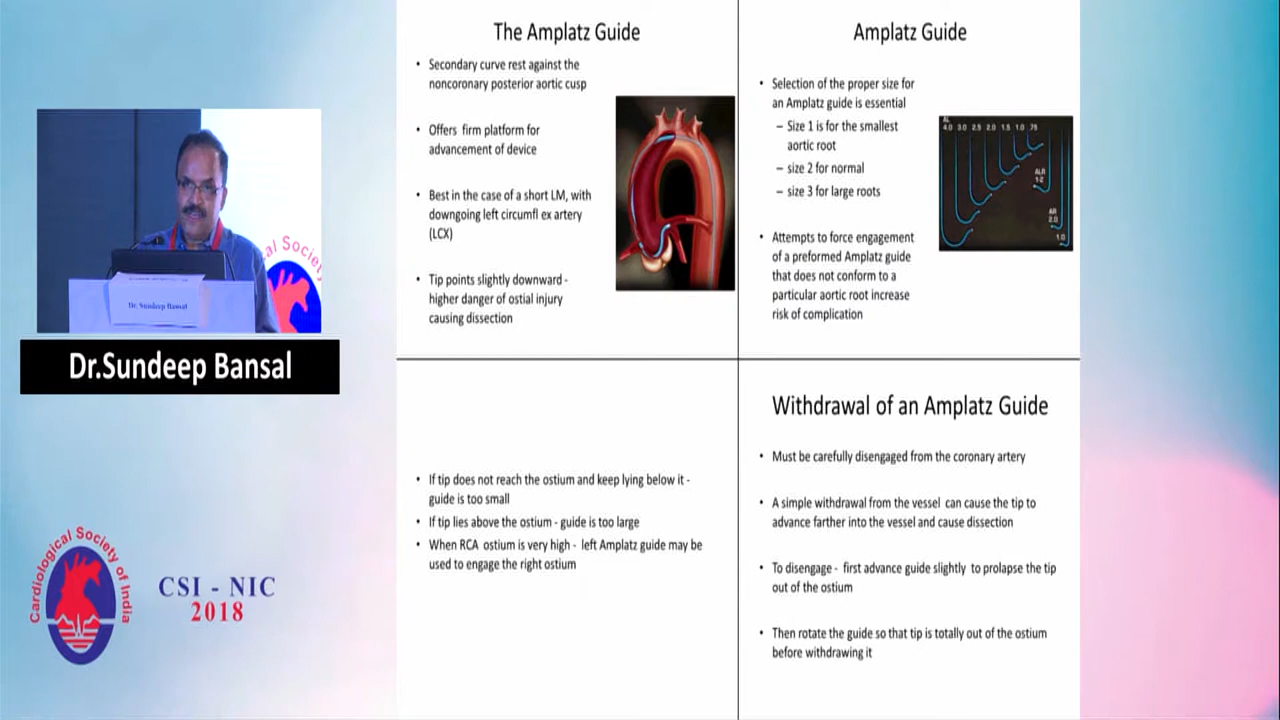 al Society
Dr. Sundeep Bansal
Dr.Sundeep Bansal
Cardiological Society of India
CSI - NIC
2018
The Amplatz Guide
• Secondary curve rest against the
noncoronary posterior aortic cusp
• Offers firm platform for
advancement of device
• Best in the case of a short LM, with
downgoing left circumfl ex artery
(LCX)
• Tip points slightly downward -
higher danger of ostial injury
causing dissection
Amplatz Guide
• Selection of the proper size for
an Amplatz guide is essential
– Size 1 is for the smallest
aortic root
– size 2 for normal
– size 3 for large roots
• Attempts to force engagement
of a preformed Amplatz guide
that does not conform to a
particular aortic root increase
risk of complication
AL
4.0 3.0 2.5 2.0 1.5 1.0 .75
ALR
1-2
AR
2.0
1.0
• If tip does not reach the ostium and keep lying below it -
guide is too small
• If tip lies above the ostium - guide is too large
• When RCA ostium is very high - left Amplatz guide may be
used to engage the right ostium
Withdrawal of an Amplatz Guide
• Must be carefully disengaged from the coronary artery
• A simple withdrawal from the vessel can cause the tip to
advance farther into the vessel and cause dissection
• To disengage - first advance guide slightly to prolapse the tip
out of the ostium
• Then rotate the guide so that tip is totally out of the ostium
before withdrawing it